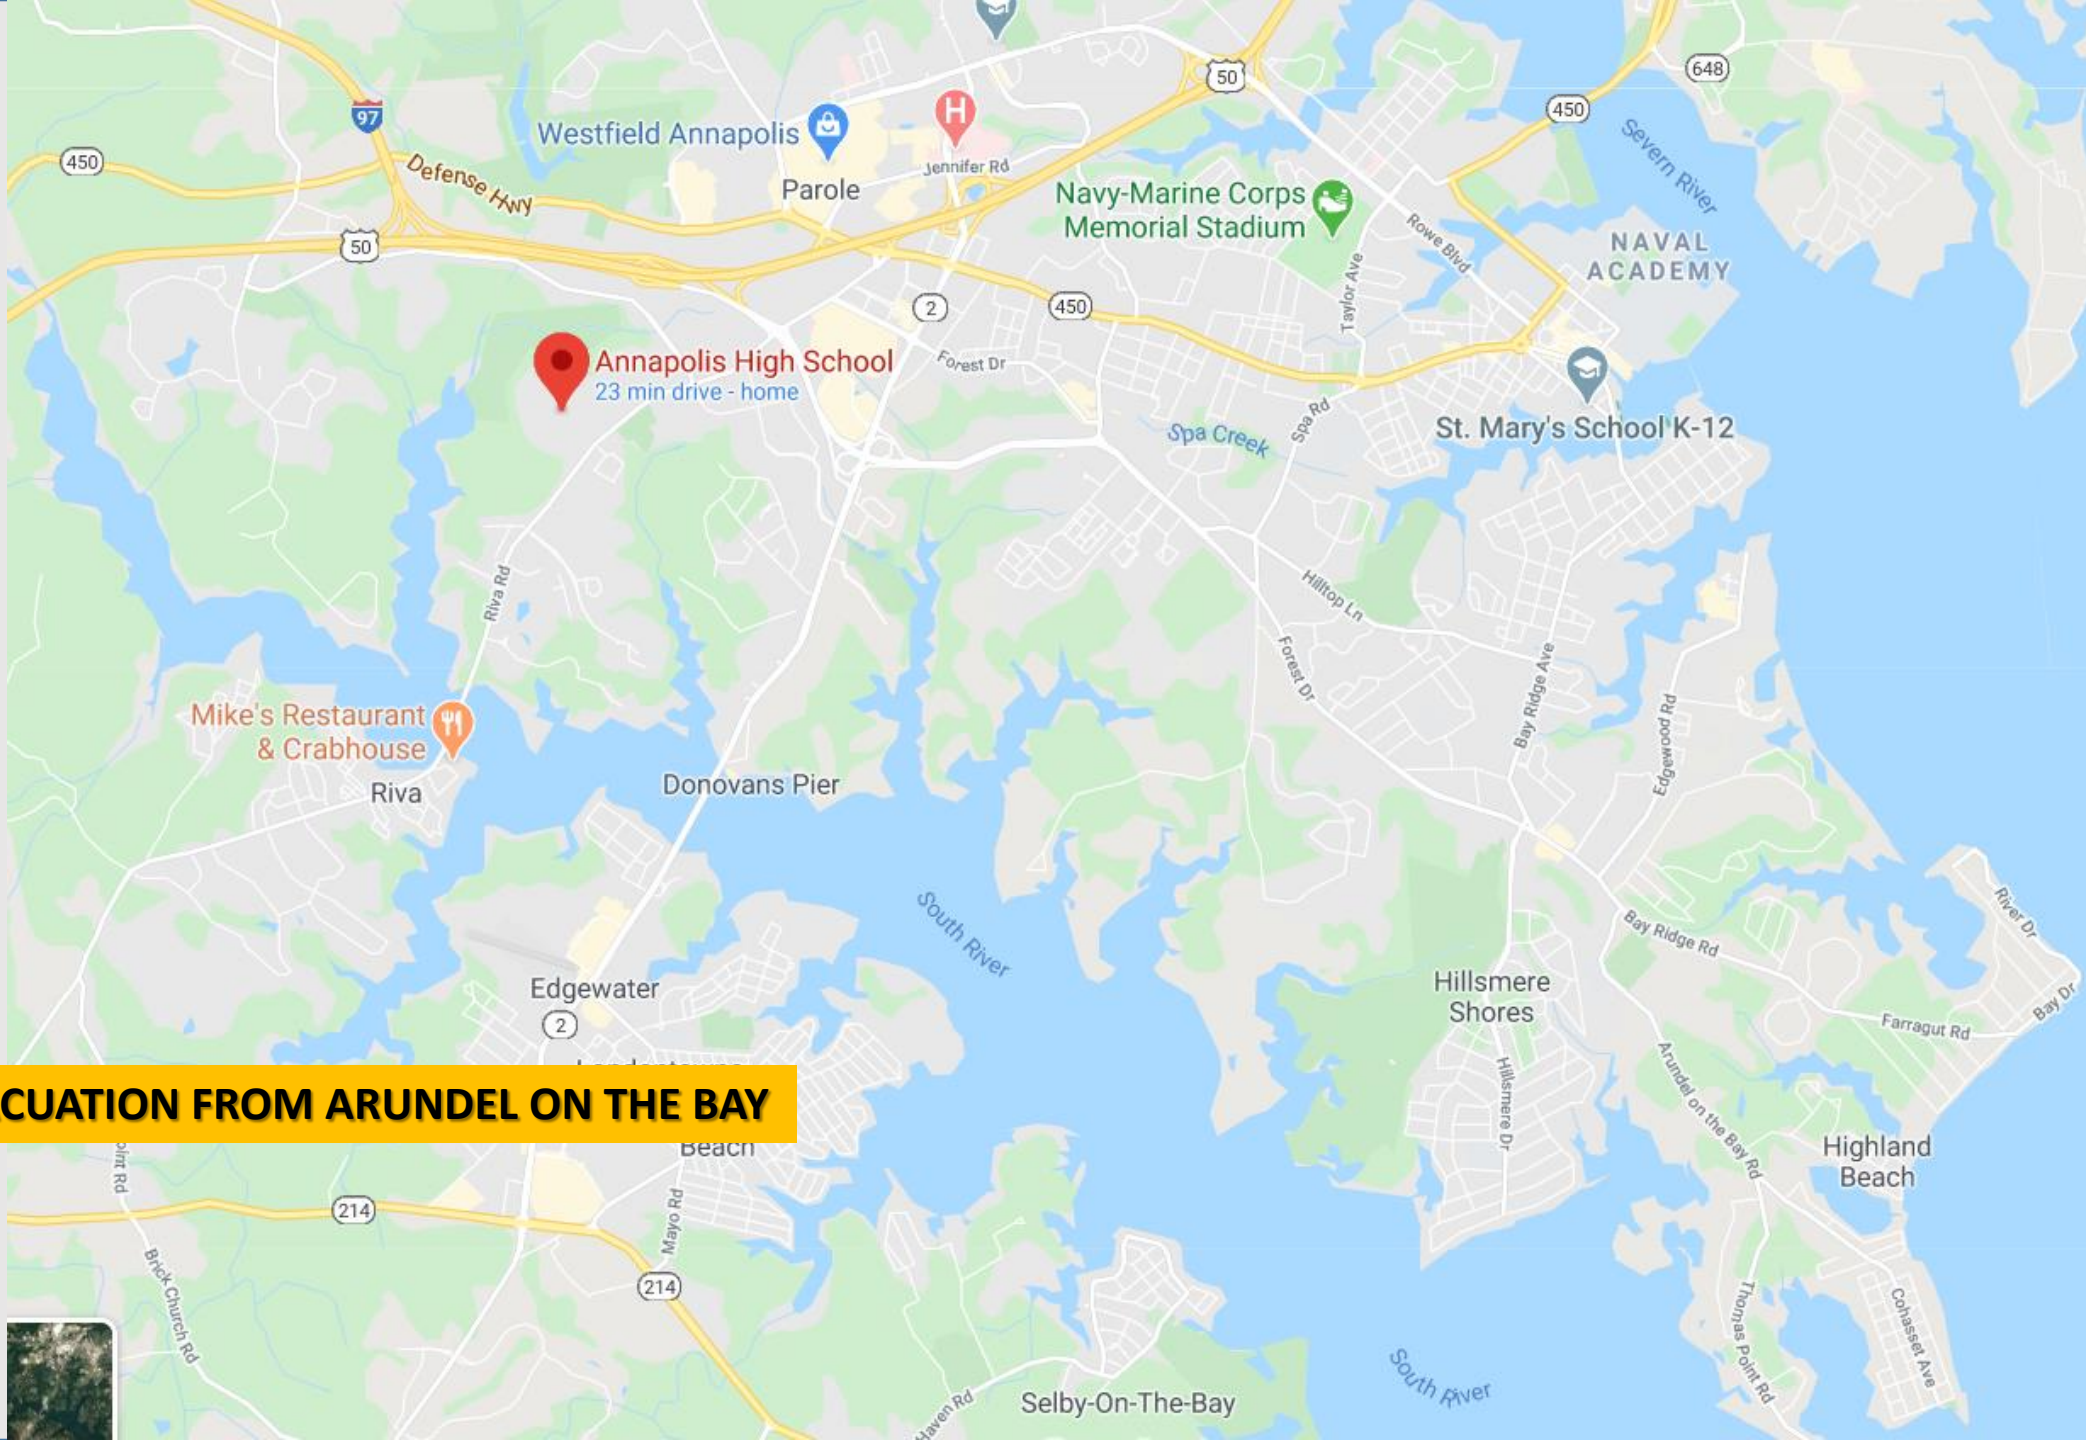 50
648
97
450
Westfield Annapolis
H
450
Severn River
Defense Hwy
Jennifer Rd
Parole
Navy-Marine Corps
Memorial Stadium
Rowe Blvd
NAVAL
ACADEMY
50
Taylor Ave
2
450
Annapolis High School
23 min drive - home
Forest Dr
Spa Rd
Spa Creek
St. Mary's School K-12
Riva Rd
Hilltop Ln
Forest Dr
Bay Ridge Ave
Edgewood Rd
Mike's Restaurant
& Crabhouse
Riva
Donovans Pier
South River
River Dr
Bay Ridge Rd
Edgewater
2
Hillsmere
Shores
Bay Dr
Farragut Rd
Arundel on the Bay Rd
Hillsmere Dr
CUATION FROM ARUNDEL ON THE BAY
Beach
Highland
Beach
oint Rd
214
Mayo Rd
Brick Church Rd
214
Thomas Point Rd
Cohasset Ave
Haven Rd
Selby-On-The-Bay
South River